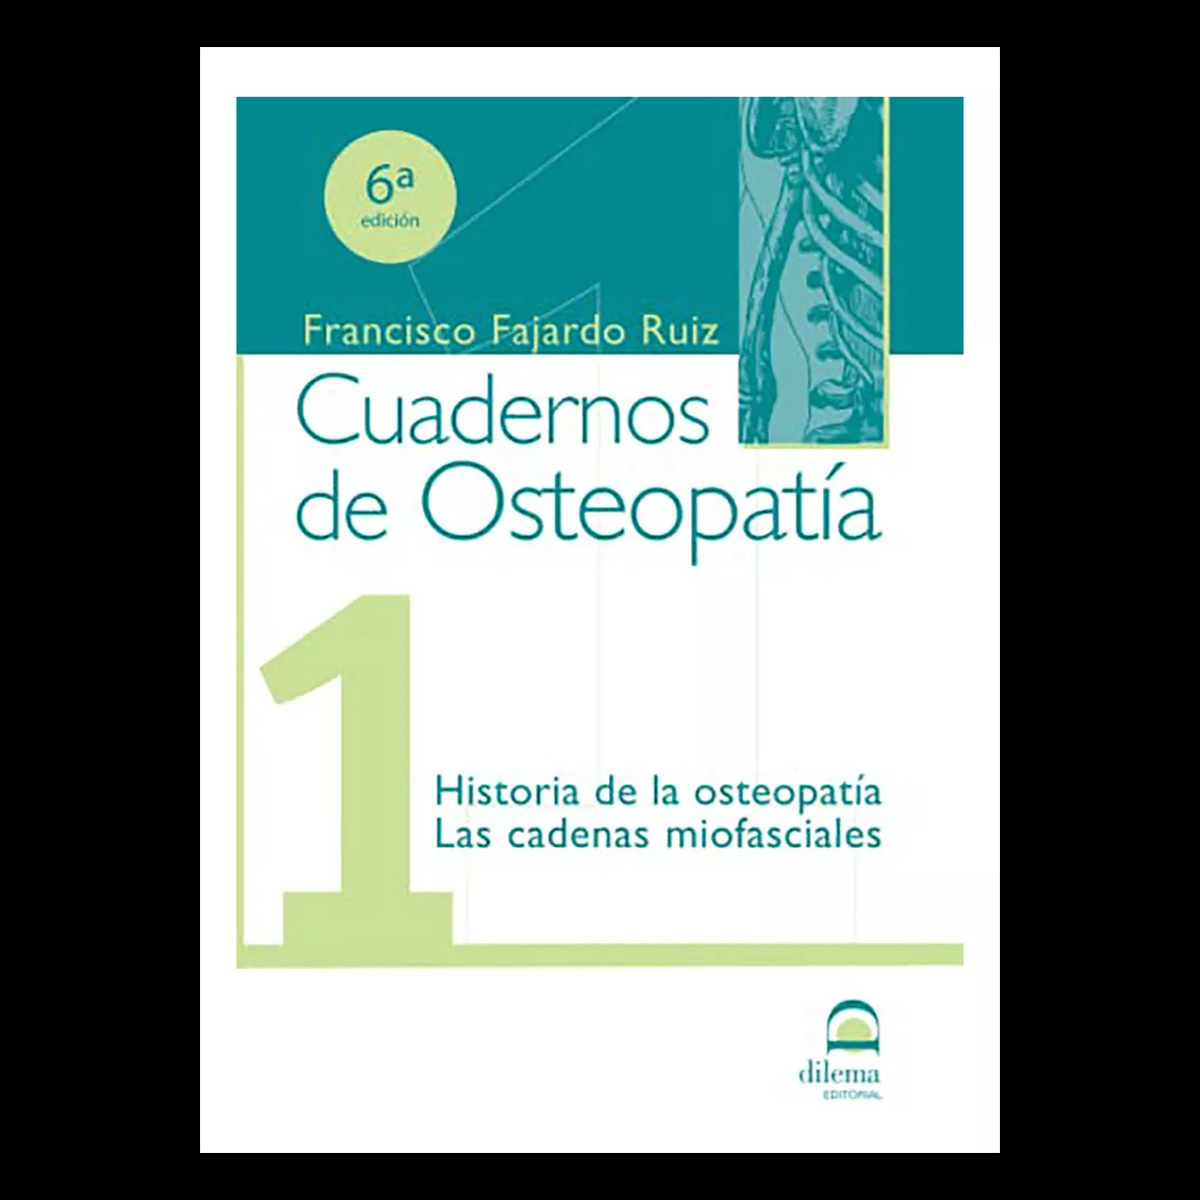 6ª
edición
Francisco Fajardo Ruiz
Cuadernos
de Osteopatía
1
Historia de la osteopatía
Las cadenas miofasciales
dilema
EDITORIAL